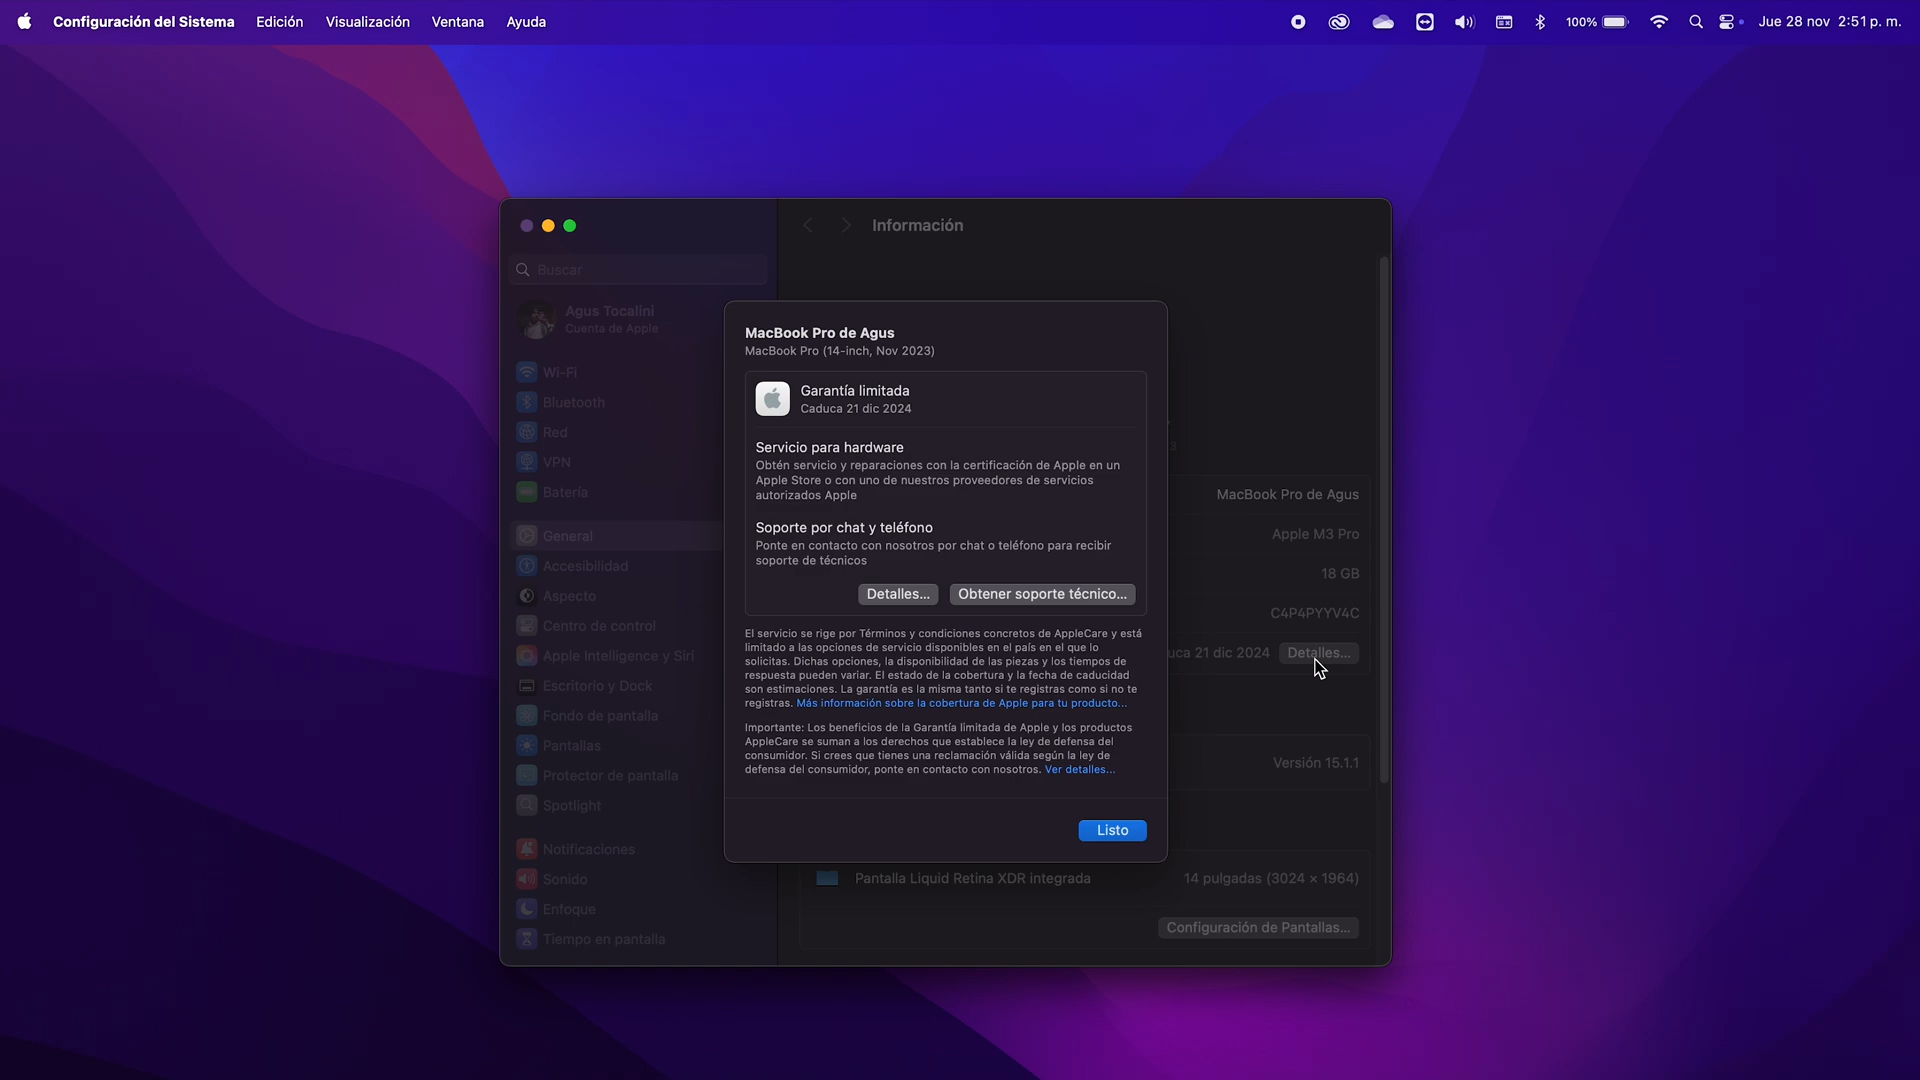 Configuración del Sistema Edición Visualización Ventana Ayuda 100% Jue 28 nov 2:51 p. m.
Información
Buscar
Agus Tocalini
Cuenta de Apple
Wi-Fi
Bluetooth
Red
VPN
Batería
General
Accesibilidad
Aspecto
Centro de control
Apple Intelligence y Siri
Escritorio y Dock
Fondo de pantalla
Pantallas
Protector de pantalla
Spotlight
Notificaciones
Sonido
Enfoque
Tiempo en pantalla
MacBook Pro de Agus
MacBook Pro (14-inch, Nov 2023)
Garantía limitada
Caduca 21 dic 2024
Servicio para hardware
Obtén servicio y reparaciones con la certificación de Apple en un
Apple Store o con uno de nuestros proveedores de servicios
autorizados Apple
Soporte por chat y teléfono
Ponte en contacto con nosotros por chat o teléfono para recibir
soporte de técnicos
Detalles... Obtener soporte técnico...
El servicio se rige por Términos y condiciones concretos de AppleCare y está
limitado a las opciones de servicio disponibles en el país en el que lo
solicitas. Dichas opciones, la disponibilidad de las piezas y los tiempos de
respuesta pueden variar. El estado de la cobertura y la fecha de caducidad
son estimaciones. La garantía es la misma tanto si te registras como si no te
registras. Más información sobre la cobertura de Apple para tu producto...
Importante: Los beneficios de la Garantía limitada de Apple y los productos
AppleCare se suman a los derechos que establece la ley de defensa del
consumidor. Si crees que tienes una reclamación válida según la ley de
defensa del consumidor, ponte en contacto con nosotros. Ver detalles...
Listo
MacBook Pro de Agus
Apple M3 Pro
18 GB
C4P4PYYV4C
uca 21 dic 2024 Detalles...
Versión 15.1.1
Pantalla Liquid Retina XDR integrada 14 pulgadas (3024 × 1964)
Configuración de Pantallas...